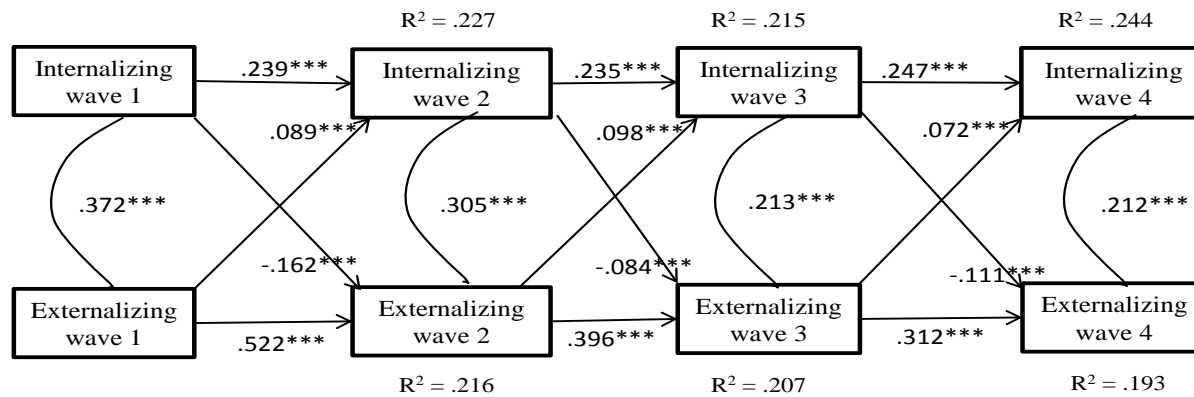 R² = .227
R² = .215
R² = .244
Internalizing
wave 1
.239***
Internalizing
wave 2
.235***
Internalizing
wave 3
.247***
Internalizing
wave 4
.089***
.098***
.072***
.372***
.305***
.213***
.212***
-.162***
-.084***
-.111***
Externalizing
wave 1
.522***
Externalizing
wave 2
.396***
Externalizing
wave 3
.312***
Externalizing
wave 4
R² = .216
R² = .207
R² = .193